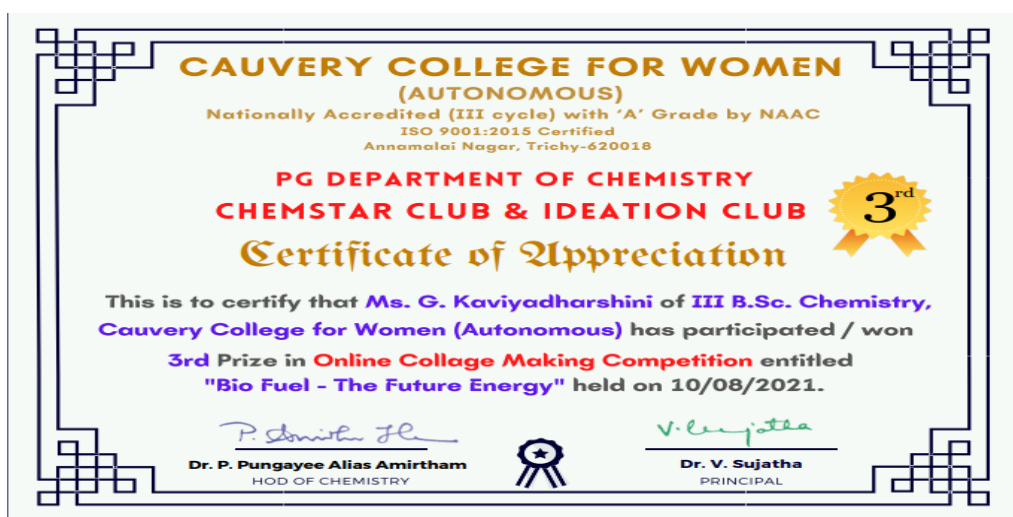 CAUVERY COLLEGE FOR WOMEN
(AUTONOMOUS)
Nationally Accredited (III cycle) with ‘A’ Grade by NAAC
ISO 9001:2015 Certified
Annamalai Nagar, Trichy-620018
PG DEPARTMENT OF CHEMISTRY
CHEMSTAR CLUB & IDEATION CLUB
3rd
Certificate of Appreciation
This is to certify that Ms. G. Kaviyadharshini of III B.Sc. Chemistry,
Cauvery College for Women (Autonomous) has participated / won
3rd Prize in Online Collage Making Competition entitled
"Bio Fuel - The Future Energy" held on 10/08/2021.
V. Sujatha
Dr. P. Pungayee Alias Amirtham
HOD OF CHEMISTRY
Dr. V. Sujatha
PRINCIPAL